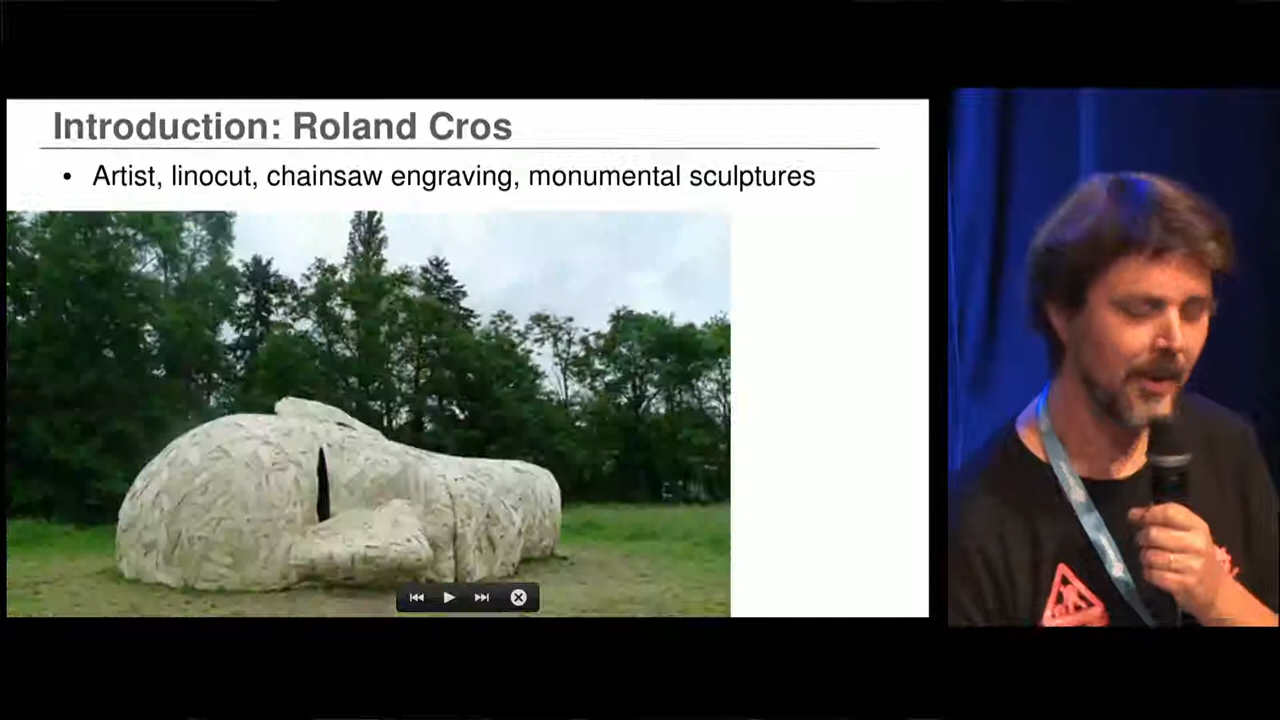 Introduction: Roland Cros
• Artist, linocut, chainsaw engraving, monumental sculptures